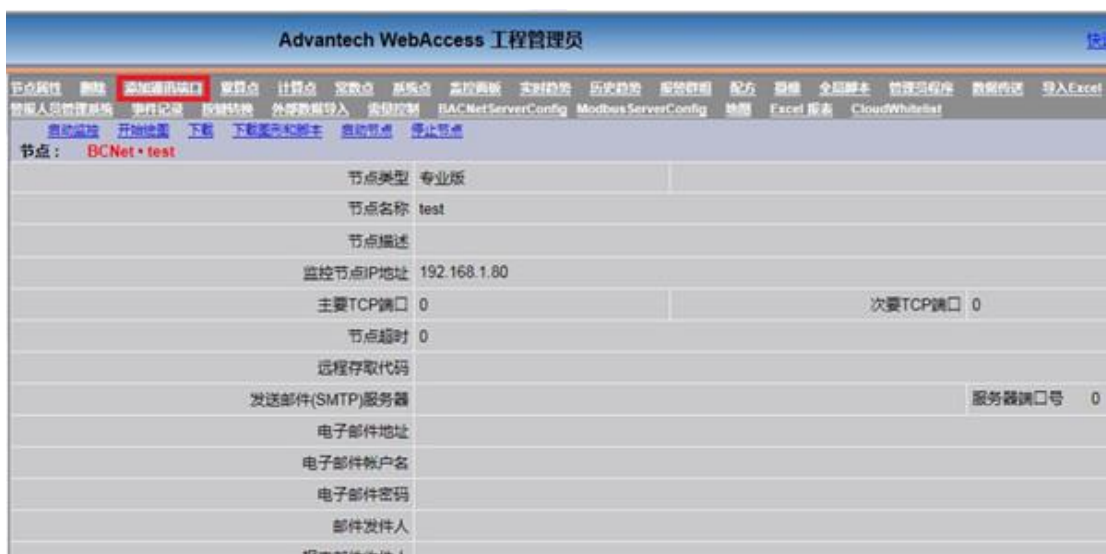 Advantech WebAccess 工程管理员 快
节点属性 删除 添加通讯端口 累算点 计算点 常数点 系统点 监控面板 实时趋势 历史趋势 报警群组 配方 全局脚本 管理员程序 数据传送 导入Excel
警报人员管理系统 事件记录 按键转换 外部数据导入 需量控制 BACNetServerConfig ModbusServerConfig 地图 Excel 报表 CloudWhitelist
启动监控 开始绘图 下载 下载图形和脚本 启动节点 停止节点
节点： BCNet • test
节点类型 专业版
节点名称 test
节点描述
监控节点IP地址 192.168.1.80
主要TCP端口 0 次要TCP端口 0
节点超时 0
远程存取代码
发送邮件(SMTP)服务器 服务器端口号 0
电子邮件地址
电子邮件帐户名
电子邮件密码
邮件发件人